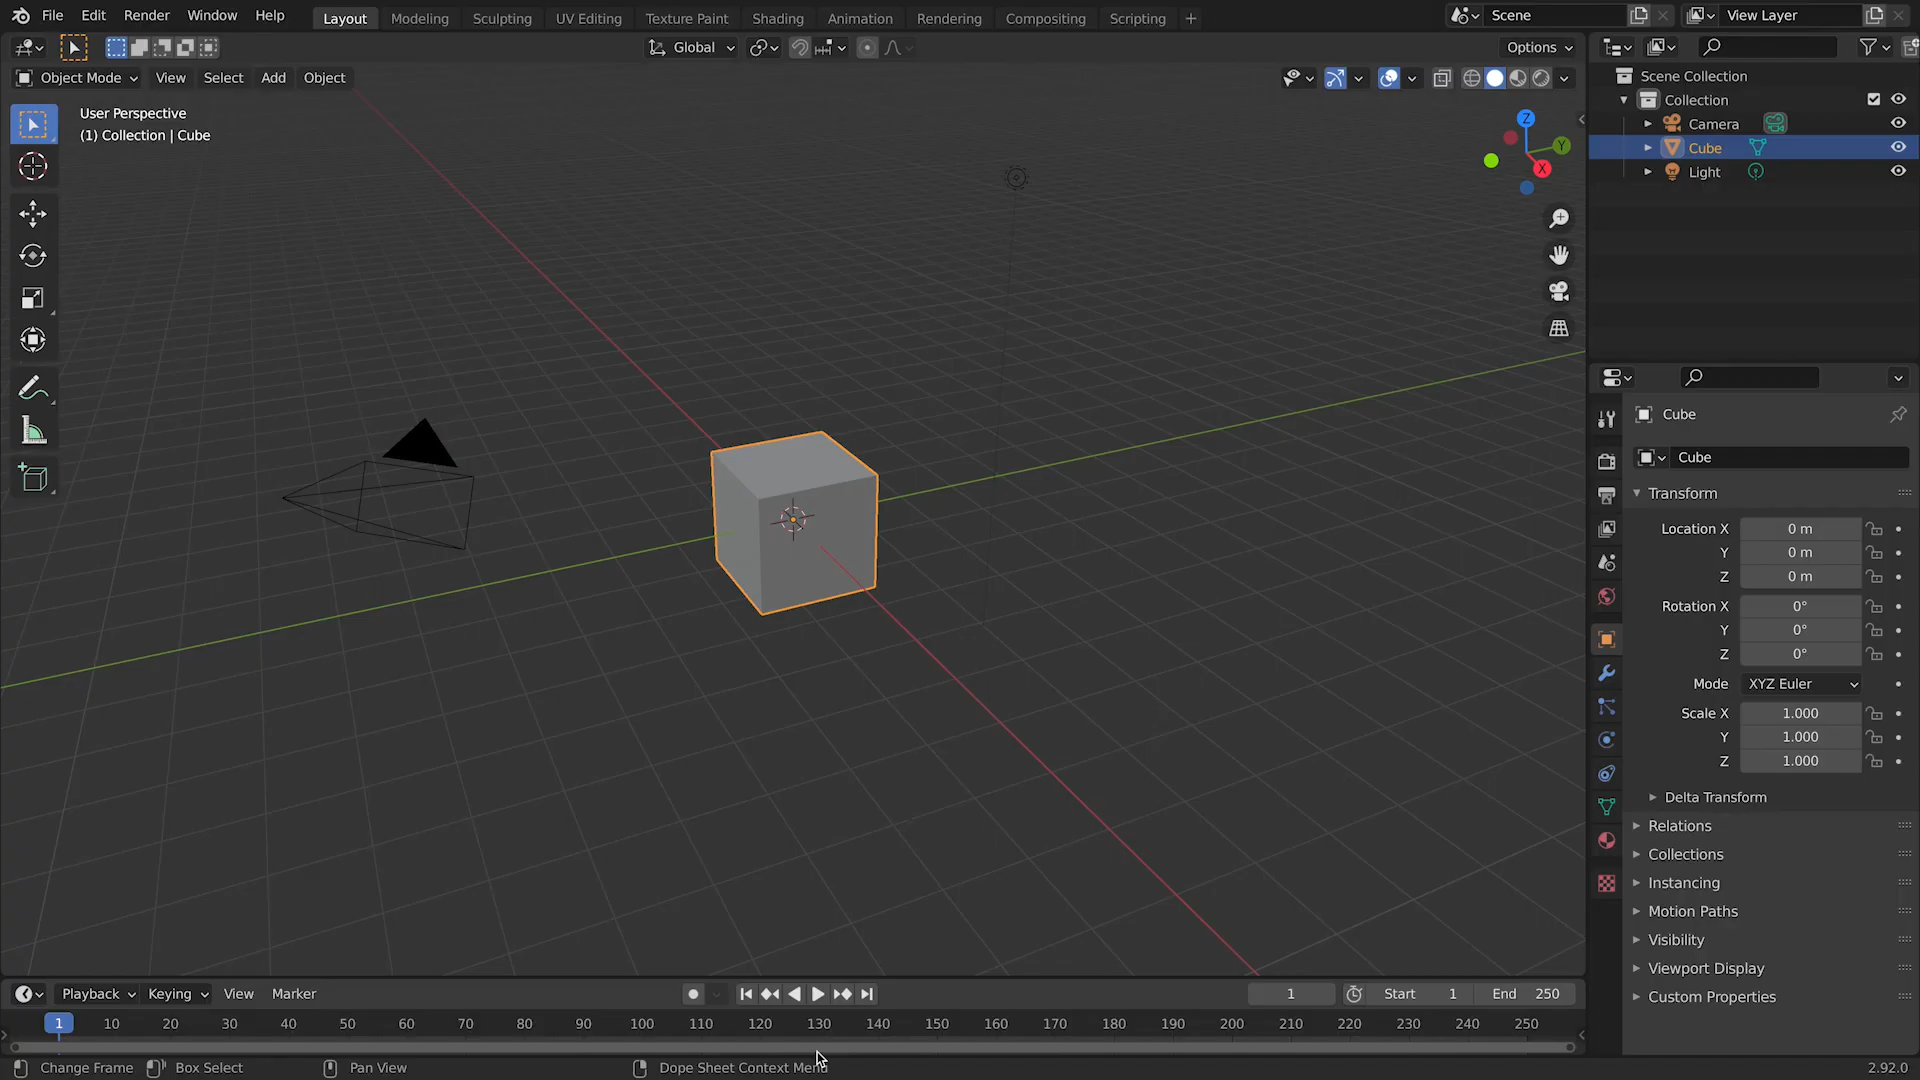 File Edit Render Window Help Layout Modeling Sculpting UV Editing Texture Paint Shading Animation Rendering Compositing Scripting + Scene View Layer
Global Options
Object Mode View Select Add Object
User Perspective
(1) Collection | Cube
Z
Y
X
Scene Collection
Collection
Camera
Cube
Light
Cube
Cube
Transform
Location X 0 m
Y 0 m
Z 0 m
Rotation X 0°
Y 0°
Z 0°
Mode XYZ Euler
Scale X 1.000
Y 1.000
Z 1.000
Delta Transform
Relations
Collections
Instancing
Motion Paths
Visibility
Viewport Display
Custom Properties
Playback Keying View Marker 1 Start 1 End 250
1 10 20 30 40 50 60 70 80 90 100 110 120 130 140 150 160 170 180 190 200 210 220 230 240 250
Change Frame Box Select Pan View Dope Sheet Context Menu 2.92.0